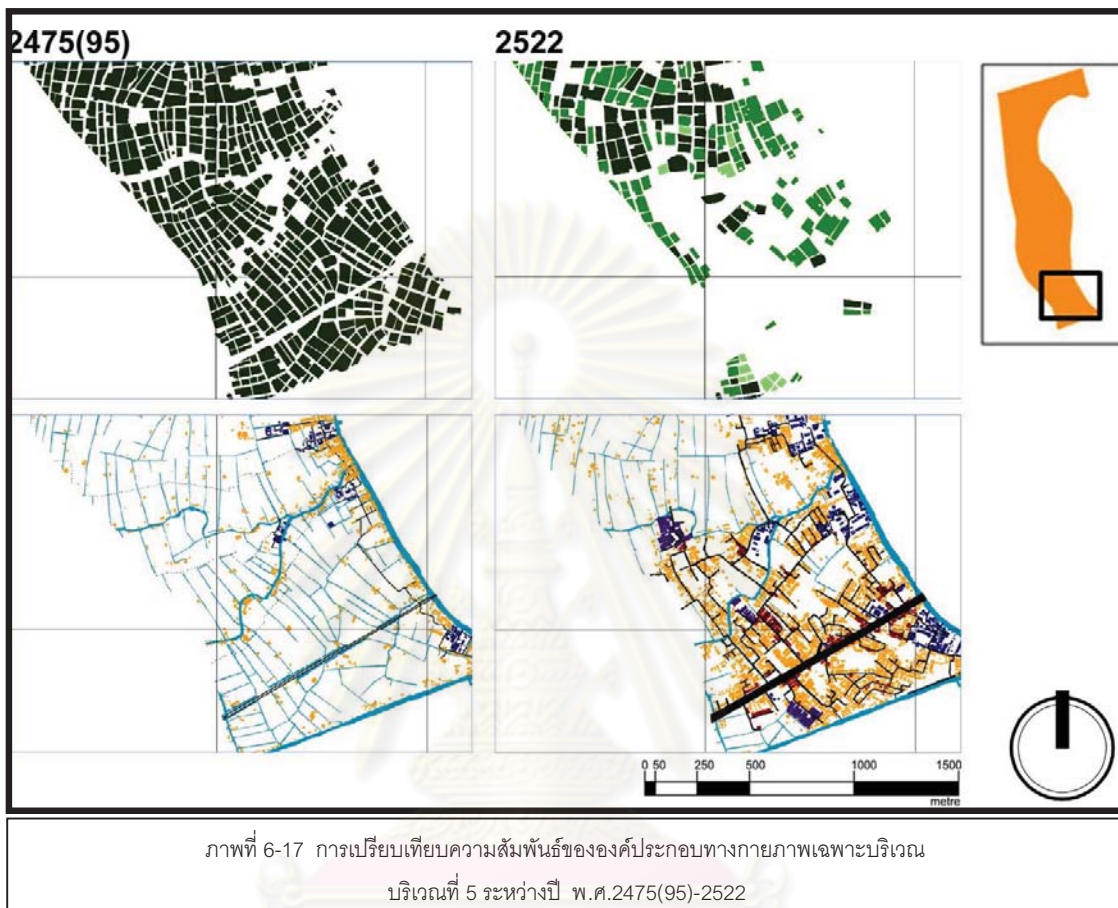 2475(95)
2522
0 50 250 500 1000 1500
metre
ภาพที่ 6-17 การเปรียบเทียบความสัมพันธ์ขององค์ประกอบทางกายภาพเฉพาะบริเวณ
บริเวณที่ 5 ระหว่างปี พ.ศ.2475(95)-2522